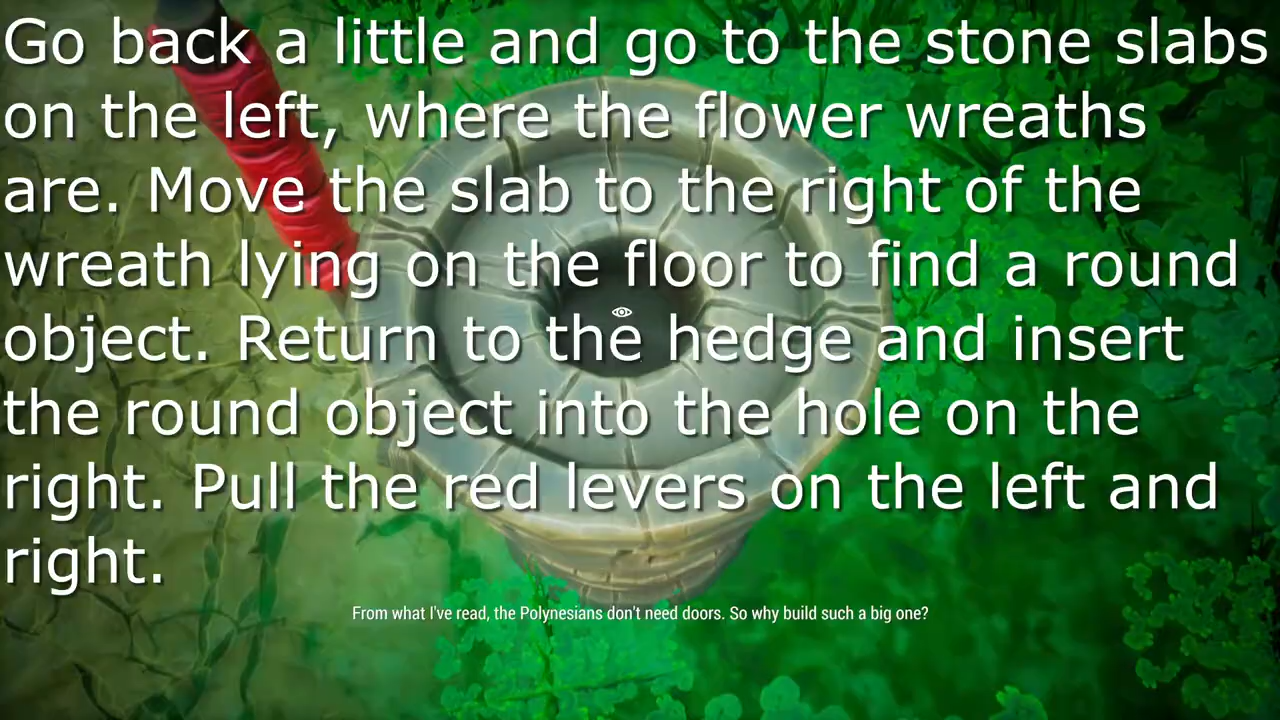 Go back a little and go to the stone slabs
on the left, where the flower wreaths
are. Move the slab to the right of the
wreath lying on the floor to find a round
object. Return to the hedge and insert
the round object into the hole on the
right. Pull the red levers on the left and
right.
From what I've read, the Polynesians don't need doors. So why build such a big one?